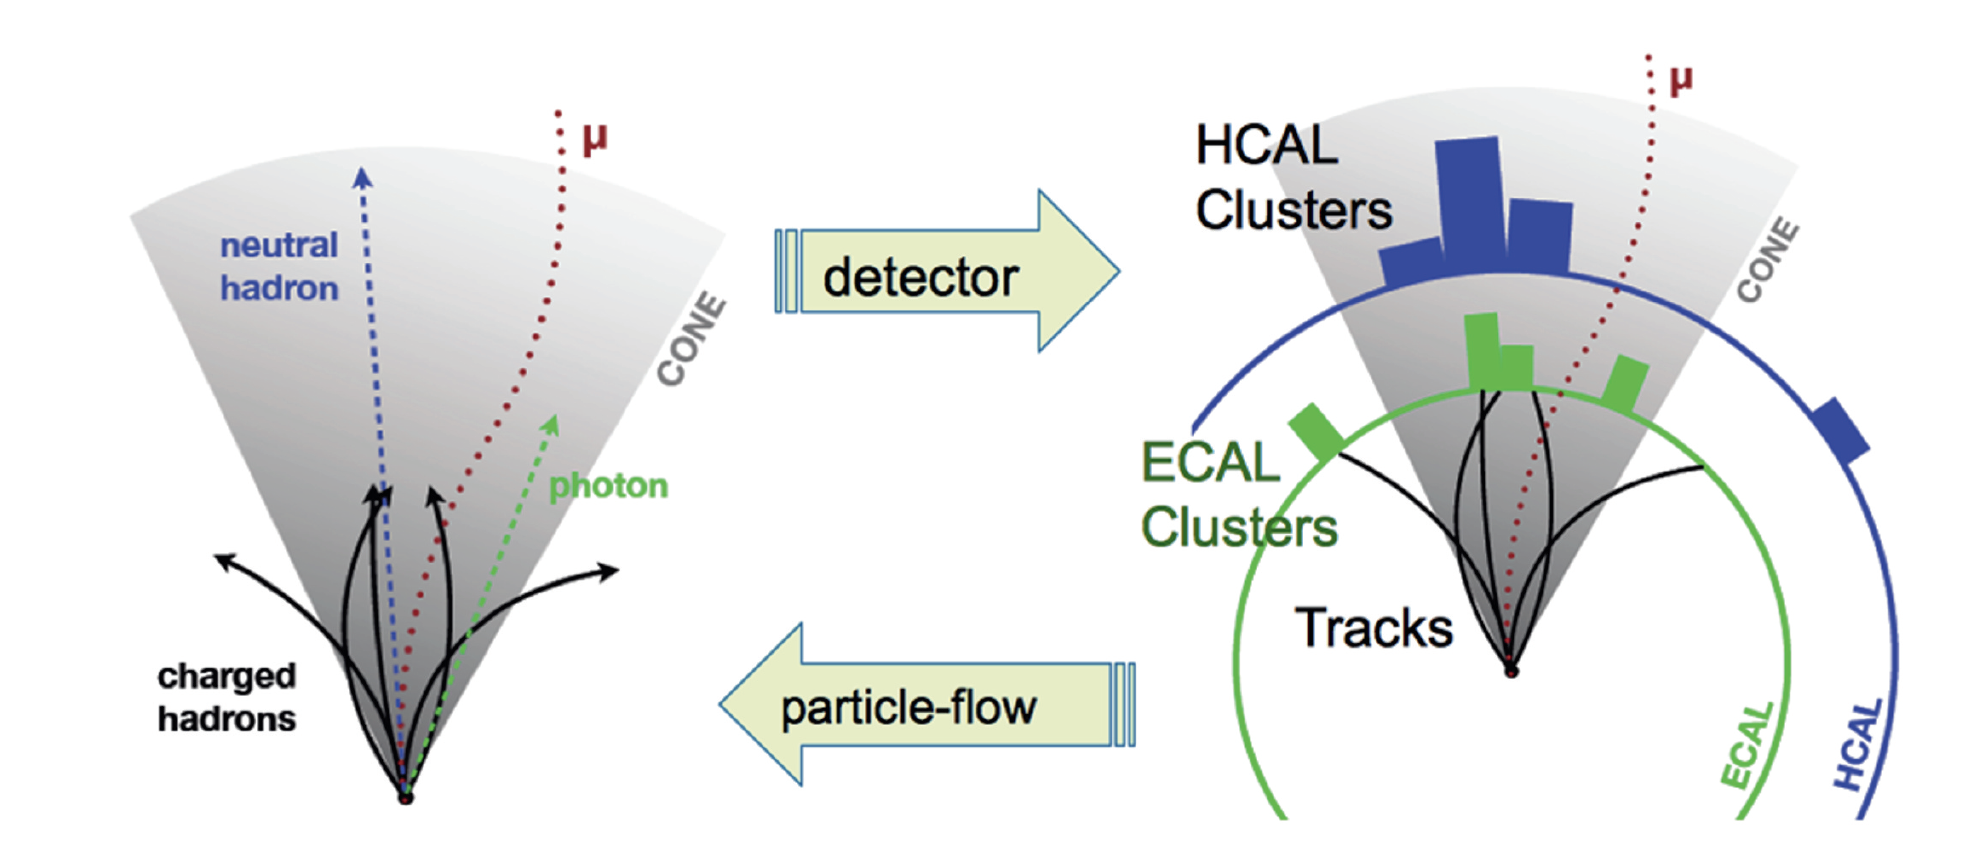 μ
neutral
hadron
CONE
photon
charged
hadrons
detector
particle-flow
μ
HCAL
Clusters
CONE
ECAL
Clusters
Tracks
ECAL
HCAL